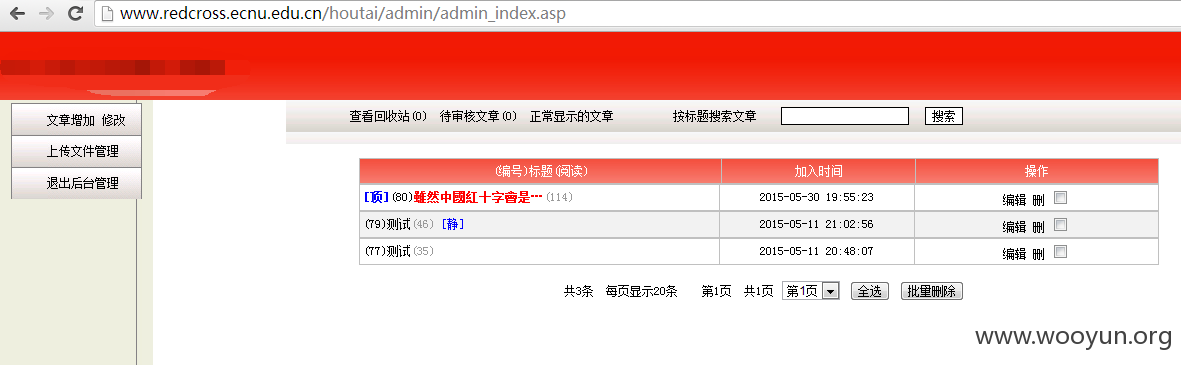 www.redcross.ecnu.edu.cn/houtai/admin/admin_index.asp
文章增加 修改
上传文件管理
退出后台管理
查看回收站(0) 待审核文章(0) 正常显示的文章 按标题搜索文章 搜索
(编号)标题(阅读) 加入时间 操作
[顶](80)雖然中國紅十字會是…(114) 2015-05-30 19:55:23 编辑 删
(79)测试(46) [静] 2015-05-11 21:02:56 编辑 删
(77)测试(35) 2015-05-11 20:48:07 编辑 删
共3条 每页显示20条 第1页 共1页 第1页 全选 批量删除
www.wooyun.org